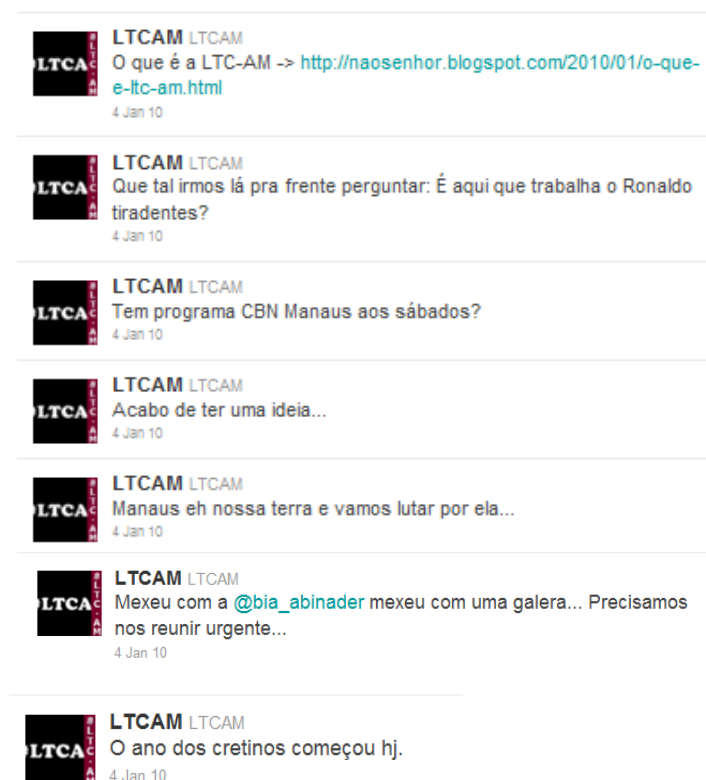 LTCAM LTCAM
O que é a LTC-AM -> http://naosenhor.blogspot.com/2010/01/o-que-
e-ltc-am.html
4 Jan 10
LTCAM LTCAM
Que tal irmos lá pra frente perguntar: É aqui que trabalha o Ronaldo
tiradentes?
4 Jan 10
LTCAM LTCAM
Tem programa CBN Manaus aos sábados?
4 Jan 10
LTCAM LTCAM
Acabo de ter uma ideia...
4 Jan 10
LTCAM LTCAM
Manaus eh nossa terra e vamos lutar por ela...
4 Jan 10
LTCAM LTCAM
Mexeu com a @bia_abinader mexeu com uma galera... Precisamos
nos reunir urgente...
4 Jan 10
LTCAM LTCAM
O ano dos cretinos começou hj.
4 Jan 10